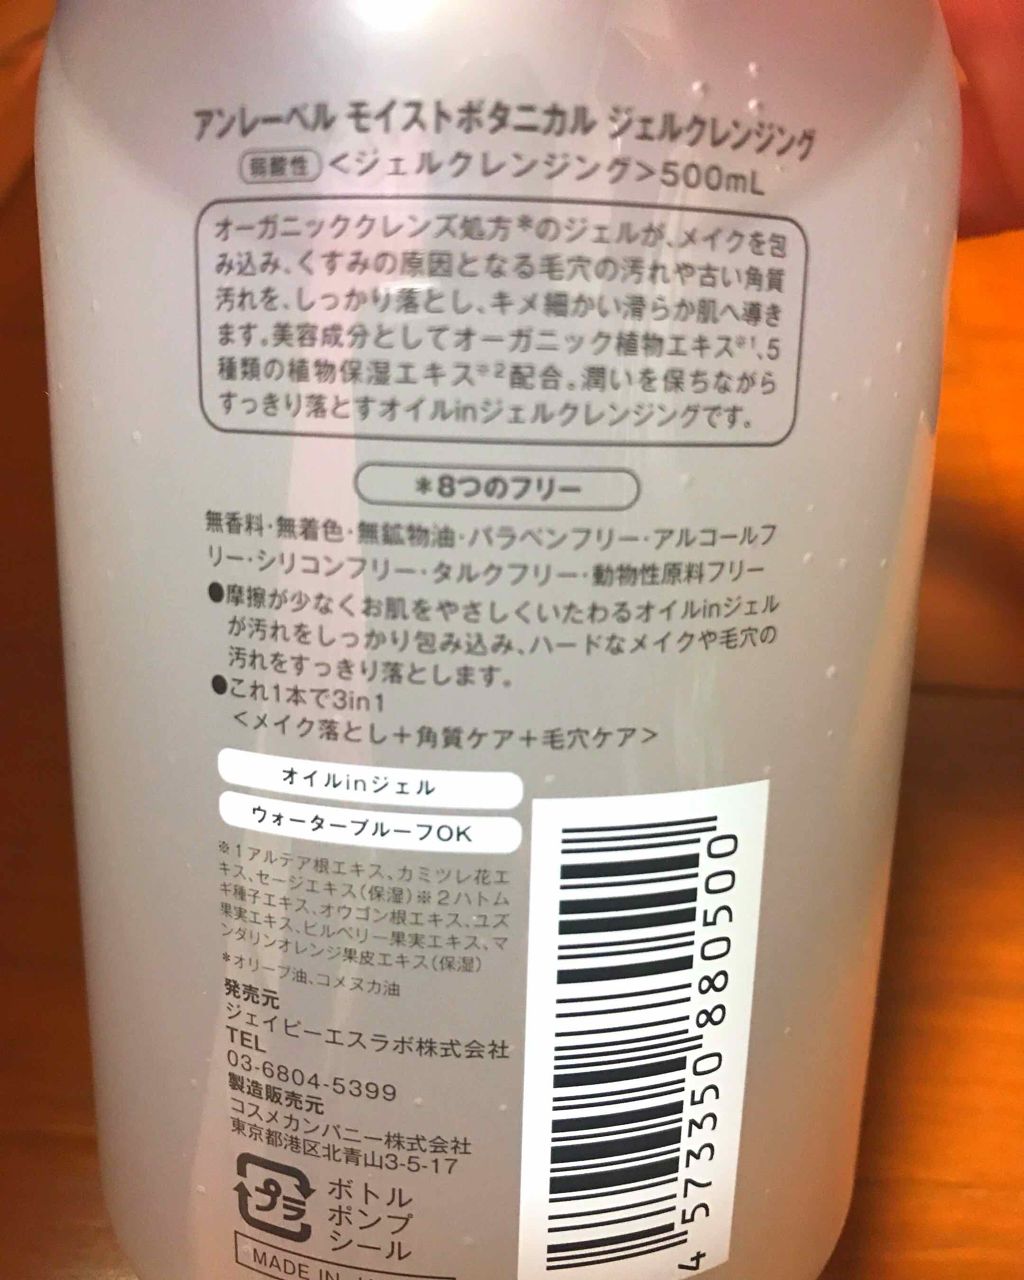 アンレーベル モイストボタニカル ジェルクレンジング
弱酸性 <ジェルクレンジング>500mL
オーガニッククレンズ処方*のジェルが、メイクを包
み込み、くすみの原因となる毛穴の汚れや古い角質
汚れを、しっかり落とし、キメ細かい滑らか肌へ導き
ます。美容成分としてオーガニック植物エキス※1、5
種類の植物保湿エキス※2配合。潤いを保ちながら
すっきり落とすオイルinジェルクレンジングです。
*8つのフリー
無香料・無着色・無鉱物油・パラベンフリー・アルコールフ
リー・シリコンフリー・タルクフリー・動物性原料フリー
●摩擦が少なくお肌をやさしくいたわるオイルinジェル
が汚れをしっかり包み込み、ハードなメイクや毛穴の
汚れをすっきり落とします。
●これ1本で3in1
<メイク落とし+角質ケア+毛穴ケア>
オイルinジェル
ウォータープルーフOK
※1アルテア根エキス、カミツレ花エ
キス、セージエキス(保湿)※2ハトム
ギ種子エキス、オウゴン根エキス、ユズ
果実エキス、ビルベリー果実エキス、マ
ンダリンオレンジ果皮エキス(保湿)
*オリーブ油、コメヌカ油
発売元
ジェイピーエスラボ株式会社
TEL
03-6804-5399
製造販売元
コスメカンパニー株式会社
東京都港区北青山3-5-17
プラ
ボトル
ポンプ
シール
MADE IN
4 573350 880500